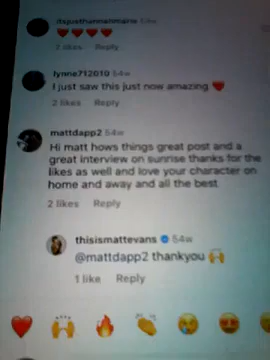 itsjusthannahmarie 54w
❤️❤️❤️❤️
2 likes Reply
lynne712010 54w
I just saw this just now amazing ❤️
2 likes Reply
mattdapp2 54w
Hi matt hows things great post and a
great interview on sunrise thanks for the
likes as well and love your character on
home and away and all the best
2 likes Reply
thisismattevans 54w
@mattdapp2 thankyou 🙌
1 like Reply